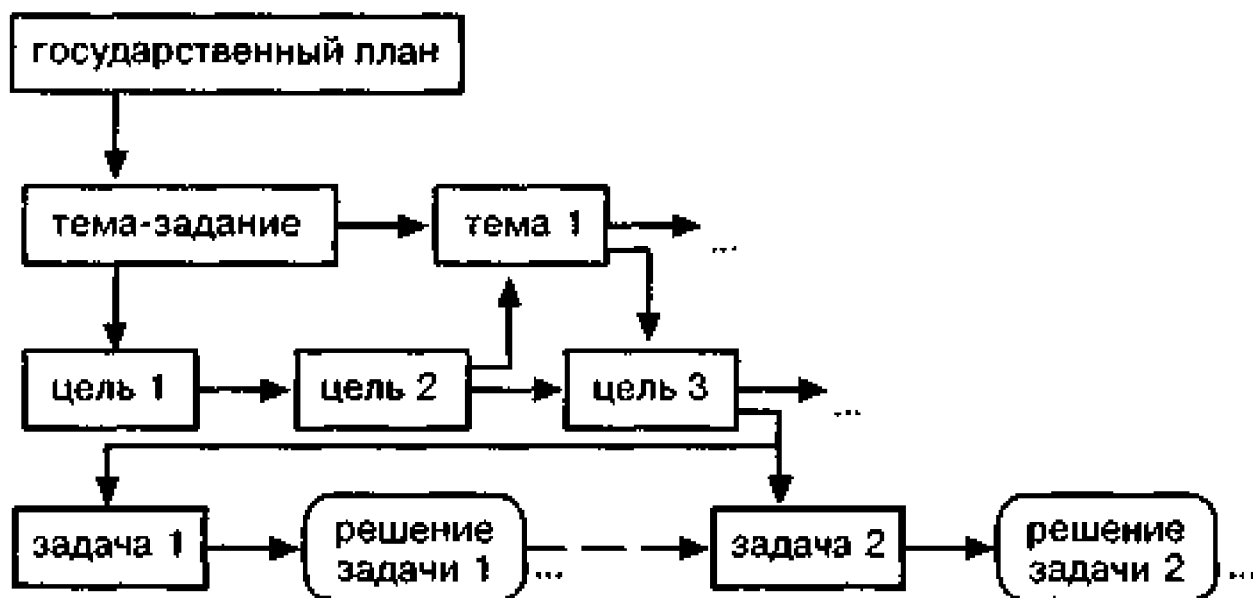 государственный план
тема-задание
тема 1
...
цель 1
цель 2
цель 3
...
задача 1
решение
задачи 1
...
задача 2
решение
задачи 2
...